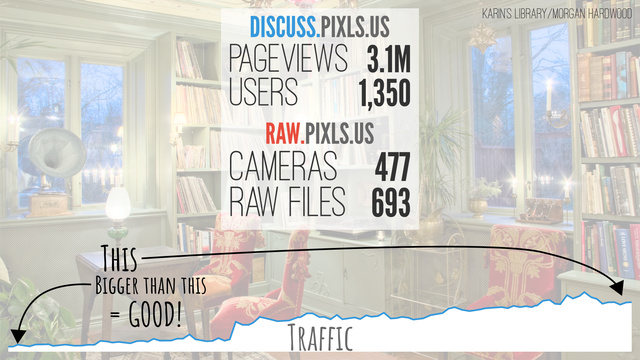 KARIN'S LIBRARY/MORGAN HARDWOOD
DISCUSS.PIXLS.US
PAGEVIEWS 3.1M
USERS 1,350
RAW.PIXLS.US
CAMERAS 477
RAW FILES 693
THIS
BIGGER THAN THIS
= GOOD!
TRAFFIC